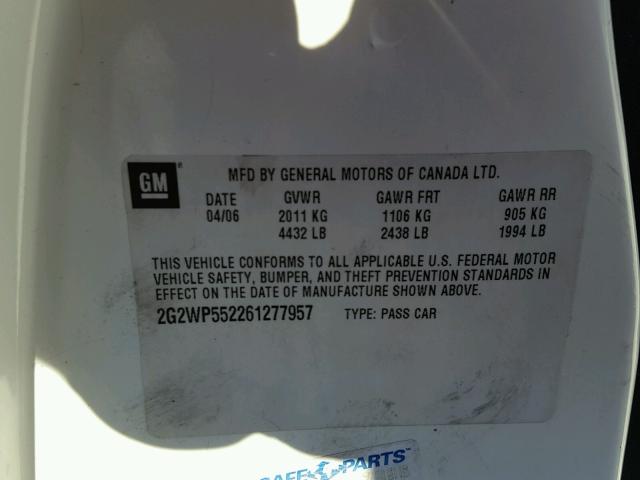 GM
MFD BY GENERAL MOTORS OF CANADA LTD.
DATE GVWR GAWR FRT GAWR RR
04/06 2011 KG 1106 KG 905 KG
4432 LB 2438 LB 1994 LB
THIS VEHICLE CONFORMS TO ALL APPLICABLE U.S. FEDERAL MOTOR
VEHICLE SAFETY, BUMPER, AND THEFT PREVENTION STANDARDS IN
EFFECT ON THE DATE OF MANUFACTURE SHOWN ABOVE.
2G2WP552261277957 TYPE: PASS CAR
PARTS